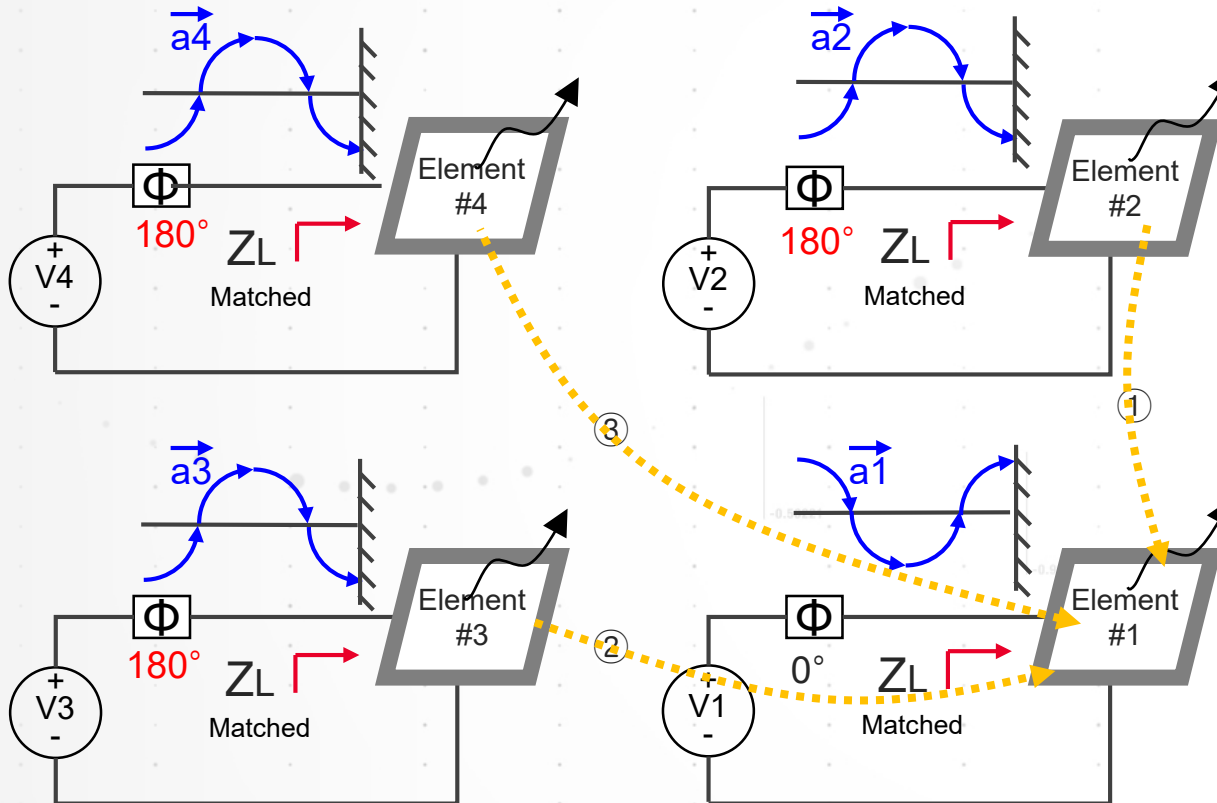 a4
Φ
180°
+
V4
-
ZL
Matched
Element
#4
a2
Φ
180°
+
V2
-
ZL
Matched
Element
#2
①
③
a3
Φ
180°
+
V3
-
ZL
Matched
Element
#3
②
a1
Φ
0°
+
V1
-
ZL
Matched
Element
#1